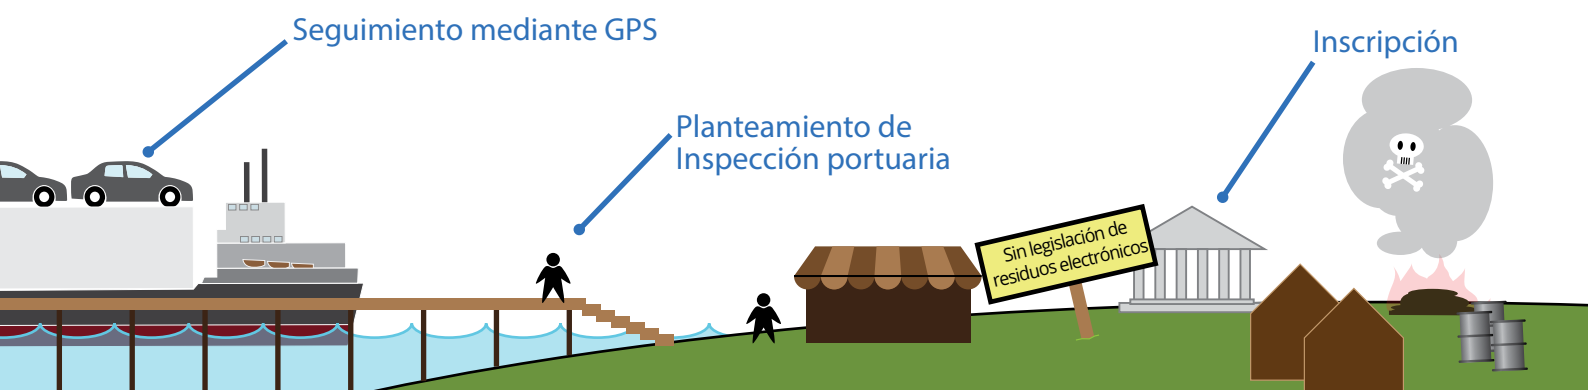 Seguimiento mediante GPS
Planteamiento de
Inspección portuaria
Sin legislación de
residuos electrónicos
Inscripción